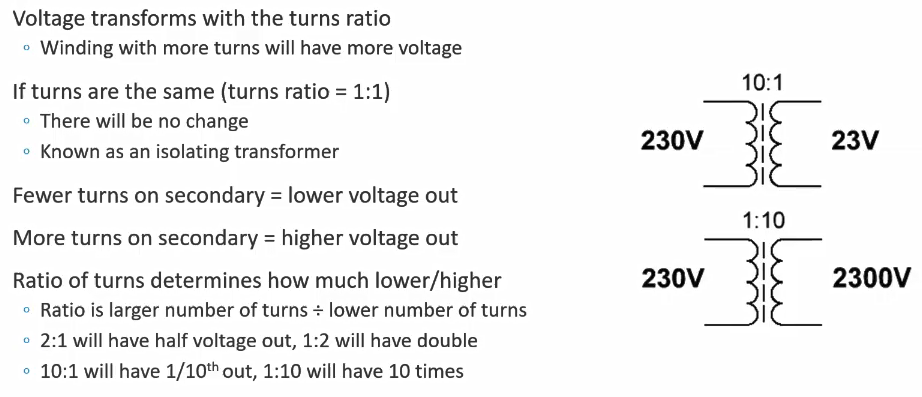 Voltage transforms with the turns ratio
◦ Winding with more turns will have more voltage
If turns are the same (turns ratio = 1:1)
◦ There will be no change
◦ Known as an isolating transformer
Fewer turns on secondary = lower voltage out
More turns on secondary = higher voltage out
Ratio of turns determines how much lower/higher
◦ Ratio is larger number of turns ÷ lower number of turns
◦ 2:1 will have half voltage out, 1:2 will have double
◦ 10:1 will have 1/10th out, 1:10 will have 10 times
10:1
230V 23V
1:10
230V 2300V